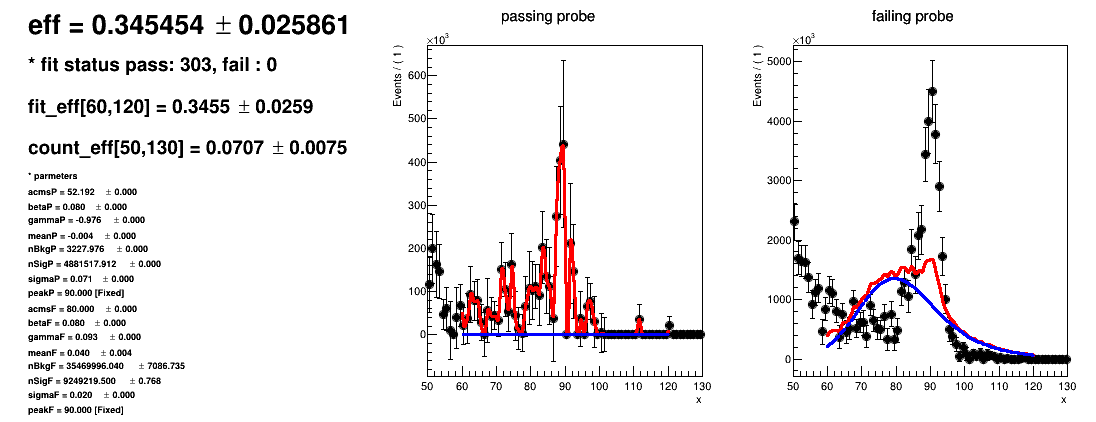 eff = 0.345454 ± 0.025861
* fit status pass: 303, fail : 0
fit_eff[60,120] = 0.3455 ± 0.0259
count_eff[50,130] = 0.0707 ± 0.0075
* parmeters
acmsP = 52.192 ± 0.000
betaP = 0.080 ± 0.000
gammaP = -0.976 ± 0.000
meanP = -0.004 ± 0.000
nBkgP = 3227.976 ± 0.000
nSigP = 4881517.912 ± 0.000
sigmaP = 0.071 ± 0.000
peakP = 90.000 [Fixed]
acmsF = 80.000 ± 0.000
betaF = 0.080 ± 0.000
gammaF = 0.093 ± 0.000
meanF = 0.040 ± 0.004
nBkgF = 35469996.040 ± 7086.735
nSigF = 9249219.500 ± 0.768
sigmaF = 0.020 ± 0.000
peakF = 90.000 [Fixed]
passing probe
×10³
Events / ( 1 )
600
500
400
300
200
100
0
50 60 70 80 90 100 110 120 130
x
failing probe
×10³
Events / ( 1 )
5000
4000
3000
2000
1000
0
50 60 70 80 90 100 110 120 130
x